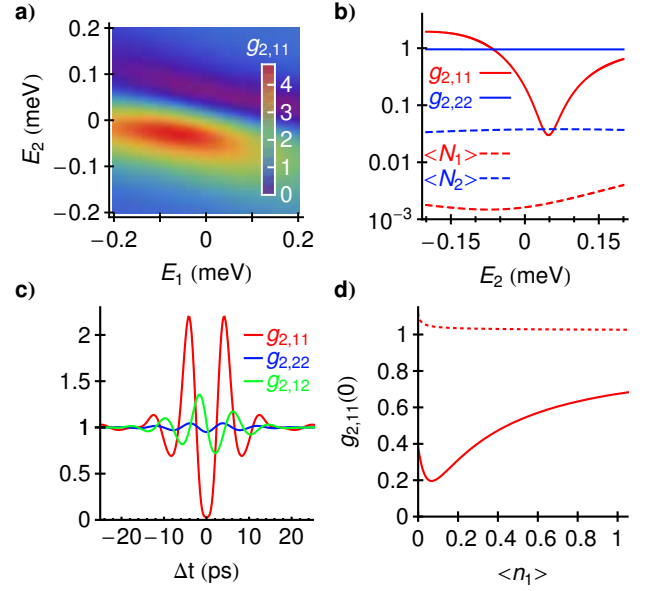 a)
g2,11
4
3
2
1
0
0.2
0.1
0
−0.1
−0.2
E2 (meV)
−0.2
0
0.2
E1 (meV)
b)
1
0.1
0.01
10−3
g2,11
g2,22
<N1>
<N2>
−0.15
0
0.15
E2 (meV)
c)
2
1.5
1
0.5
0
g2,11
g2,22
g2,12
−20
−10
0
10
20
Δt (ps)
d)
1
0.8
0.6
0.4
0.2
0
g2,11(0)
0
0.2
0.4
0.6
0.8
1
<n1>